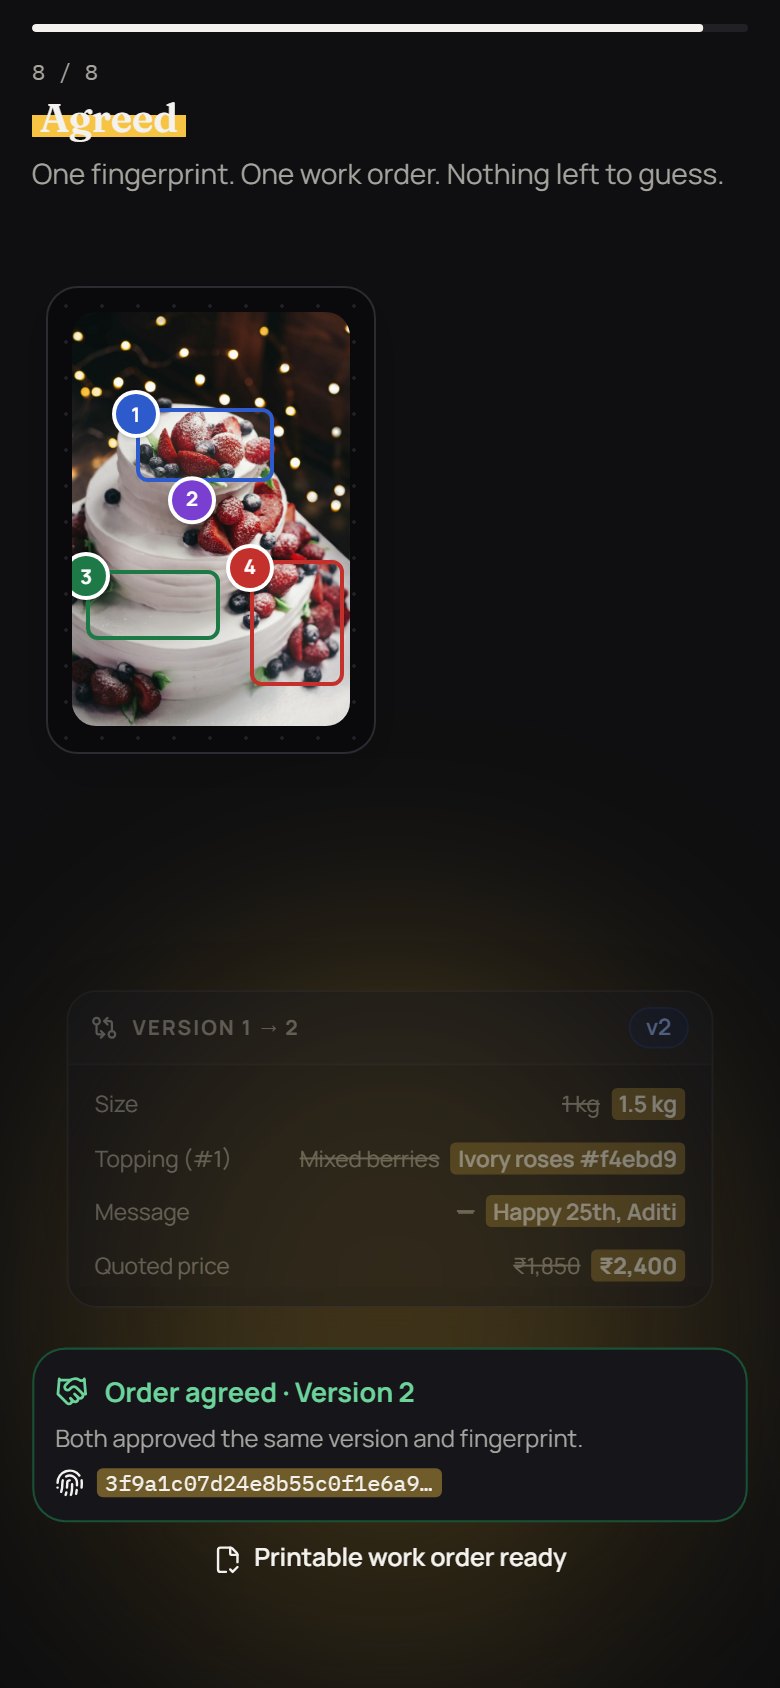 8 / 8
Agreed
One fingerprint. One work order. Nothing left to guess.
1
2
3
4
VERSION 1 → 2 v2
Size 1 kg 1.5 kg
Topping (#1) Mixed berries Ivory roses #f4ebd9
Message — Happy 25th, Aditi
Quoted price ₹1,850 ₹2,400
Order agreed · Version 2
Both approved the same version and fingerprint.
3f9a1c07d24e8b55c0f1e6a9…
Printable work order ready